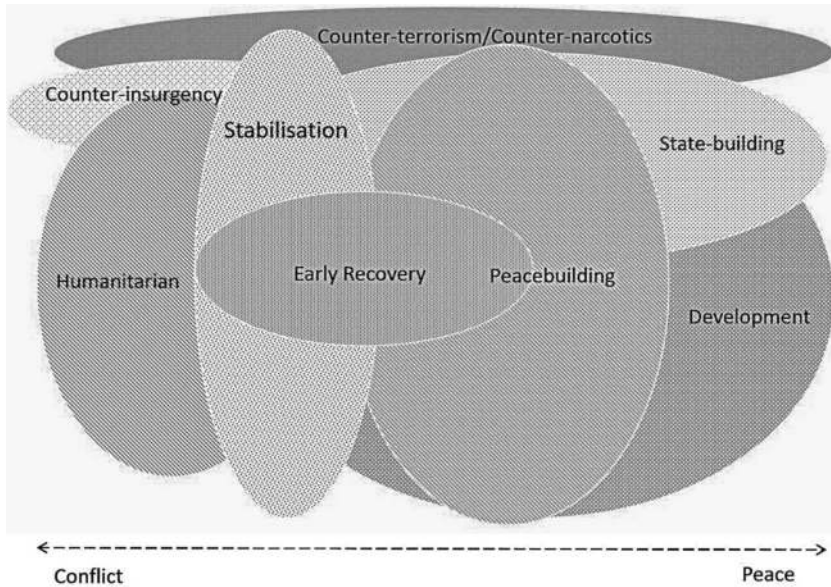 Counter-terrorism/Counter-narcotics
Counter-insurgency
Stabilisation
State-building
Humanitarian
Early Recovery
Peacebuilding
Development
Conflict
Peace